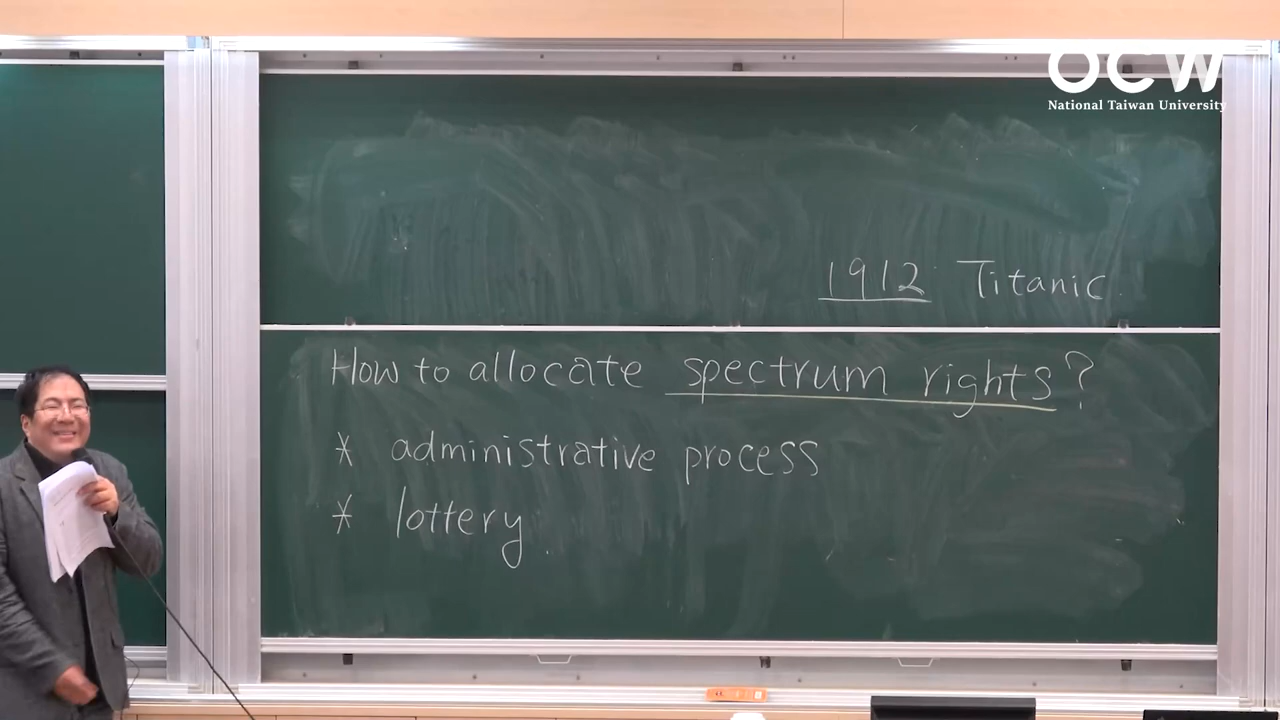 OCW
National Taiwan University
1912 Titanic
How to allocate spectrum rights?
* administrative process
* lottery